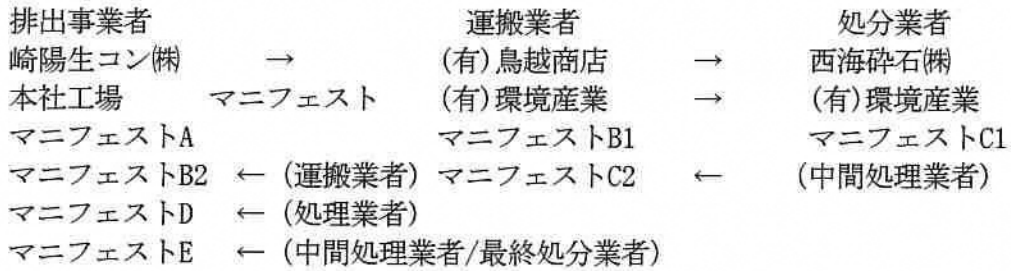 排出事業者 運搬業者 処分業者
崎陽生コン㈱ → (有)鳥越商店 → 西海砕石㈱
本社工場 マニフェスト (有)環境産業 → (有)環境産業
マニフェストA マニフェストB1 マニフェストC1
マニフェストB2 ← (運搬業者) マニフェストC2 ← (中間処理業者)
マニフェストD ← (処理業者)
マニフェストE ← (中間処理業者/最終処分業者)